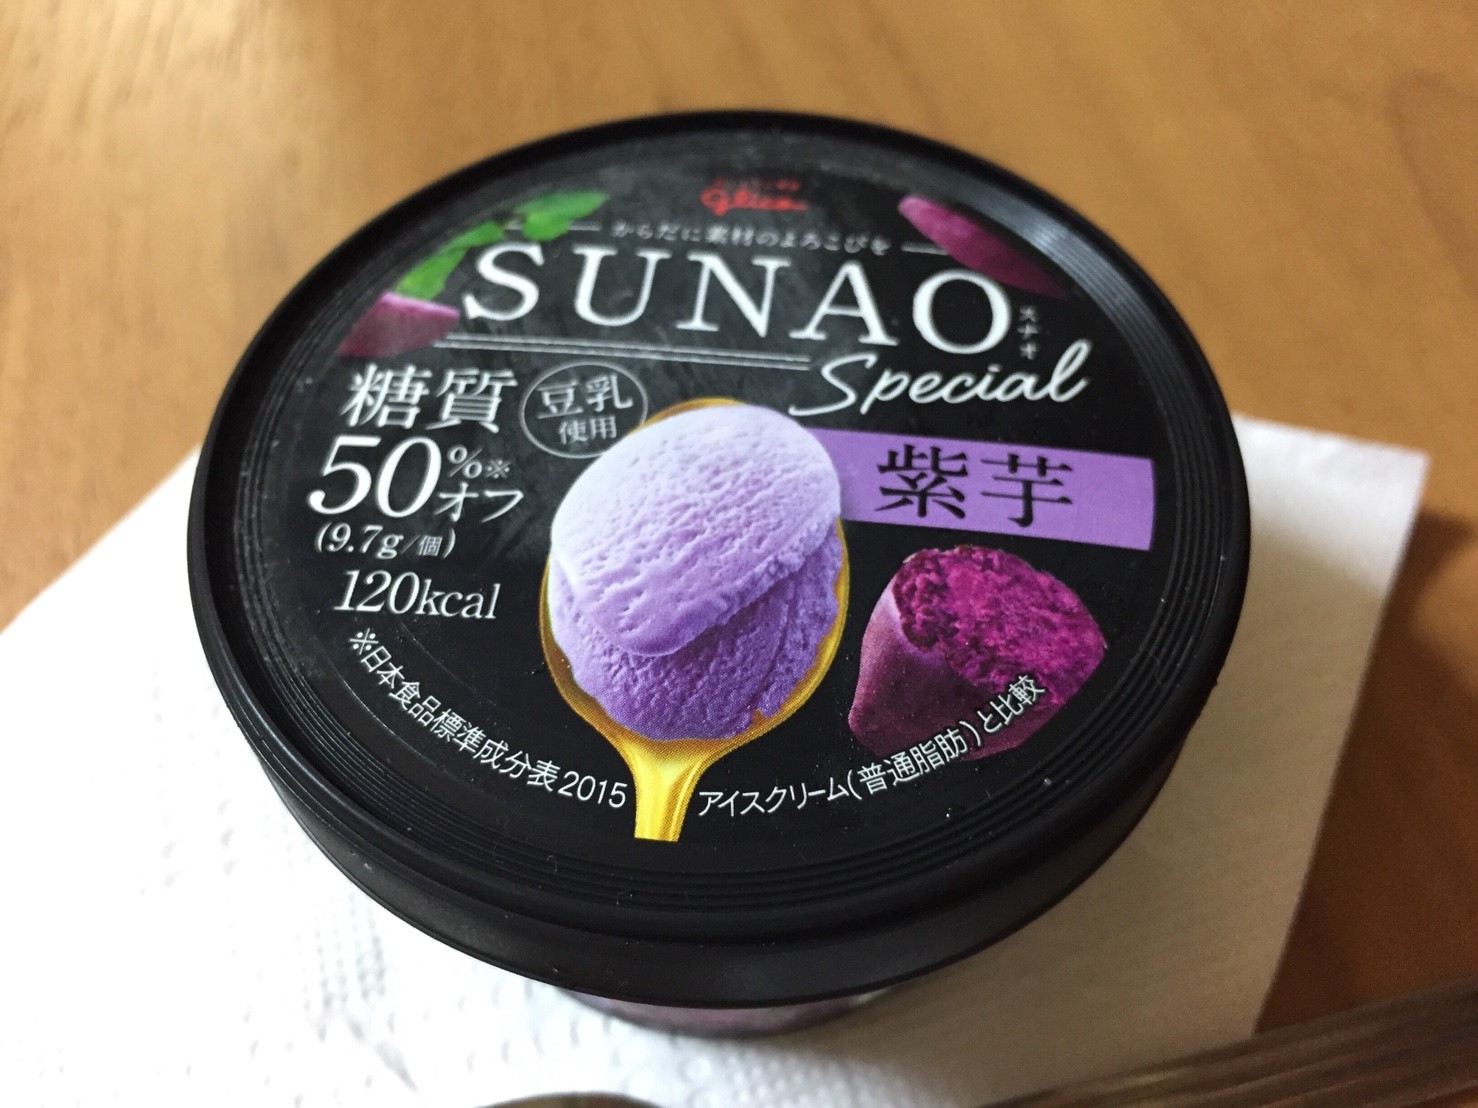 glico
からだに素材のよろこびを
SUNAO
スナオ
Special
糖質
50%※
オフ
(9.7g/個)
120kcal
豆乳
使用
紫芋
※日本食品標準成分表2015 アイスクリーム(普通脂肪)と比較